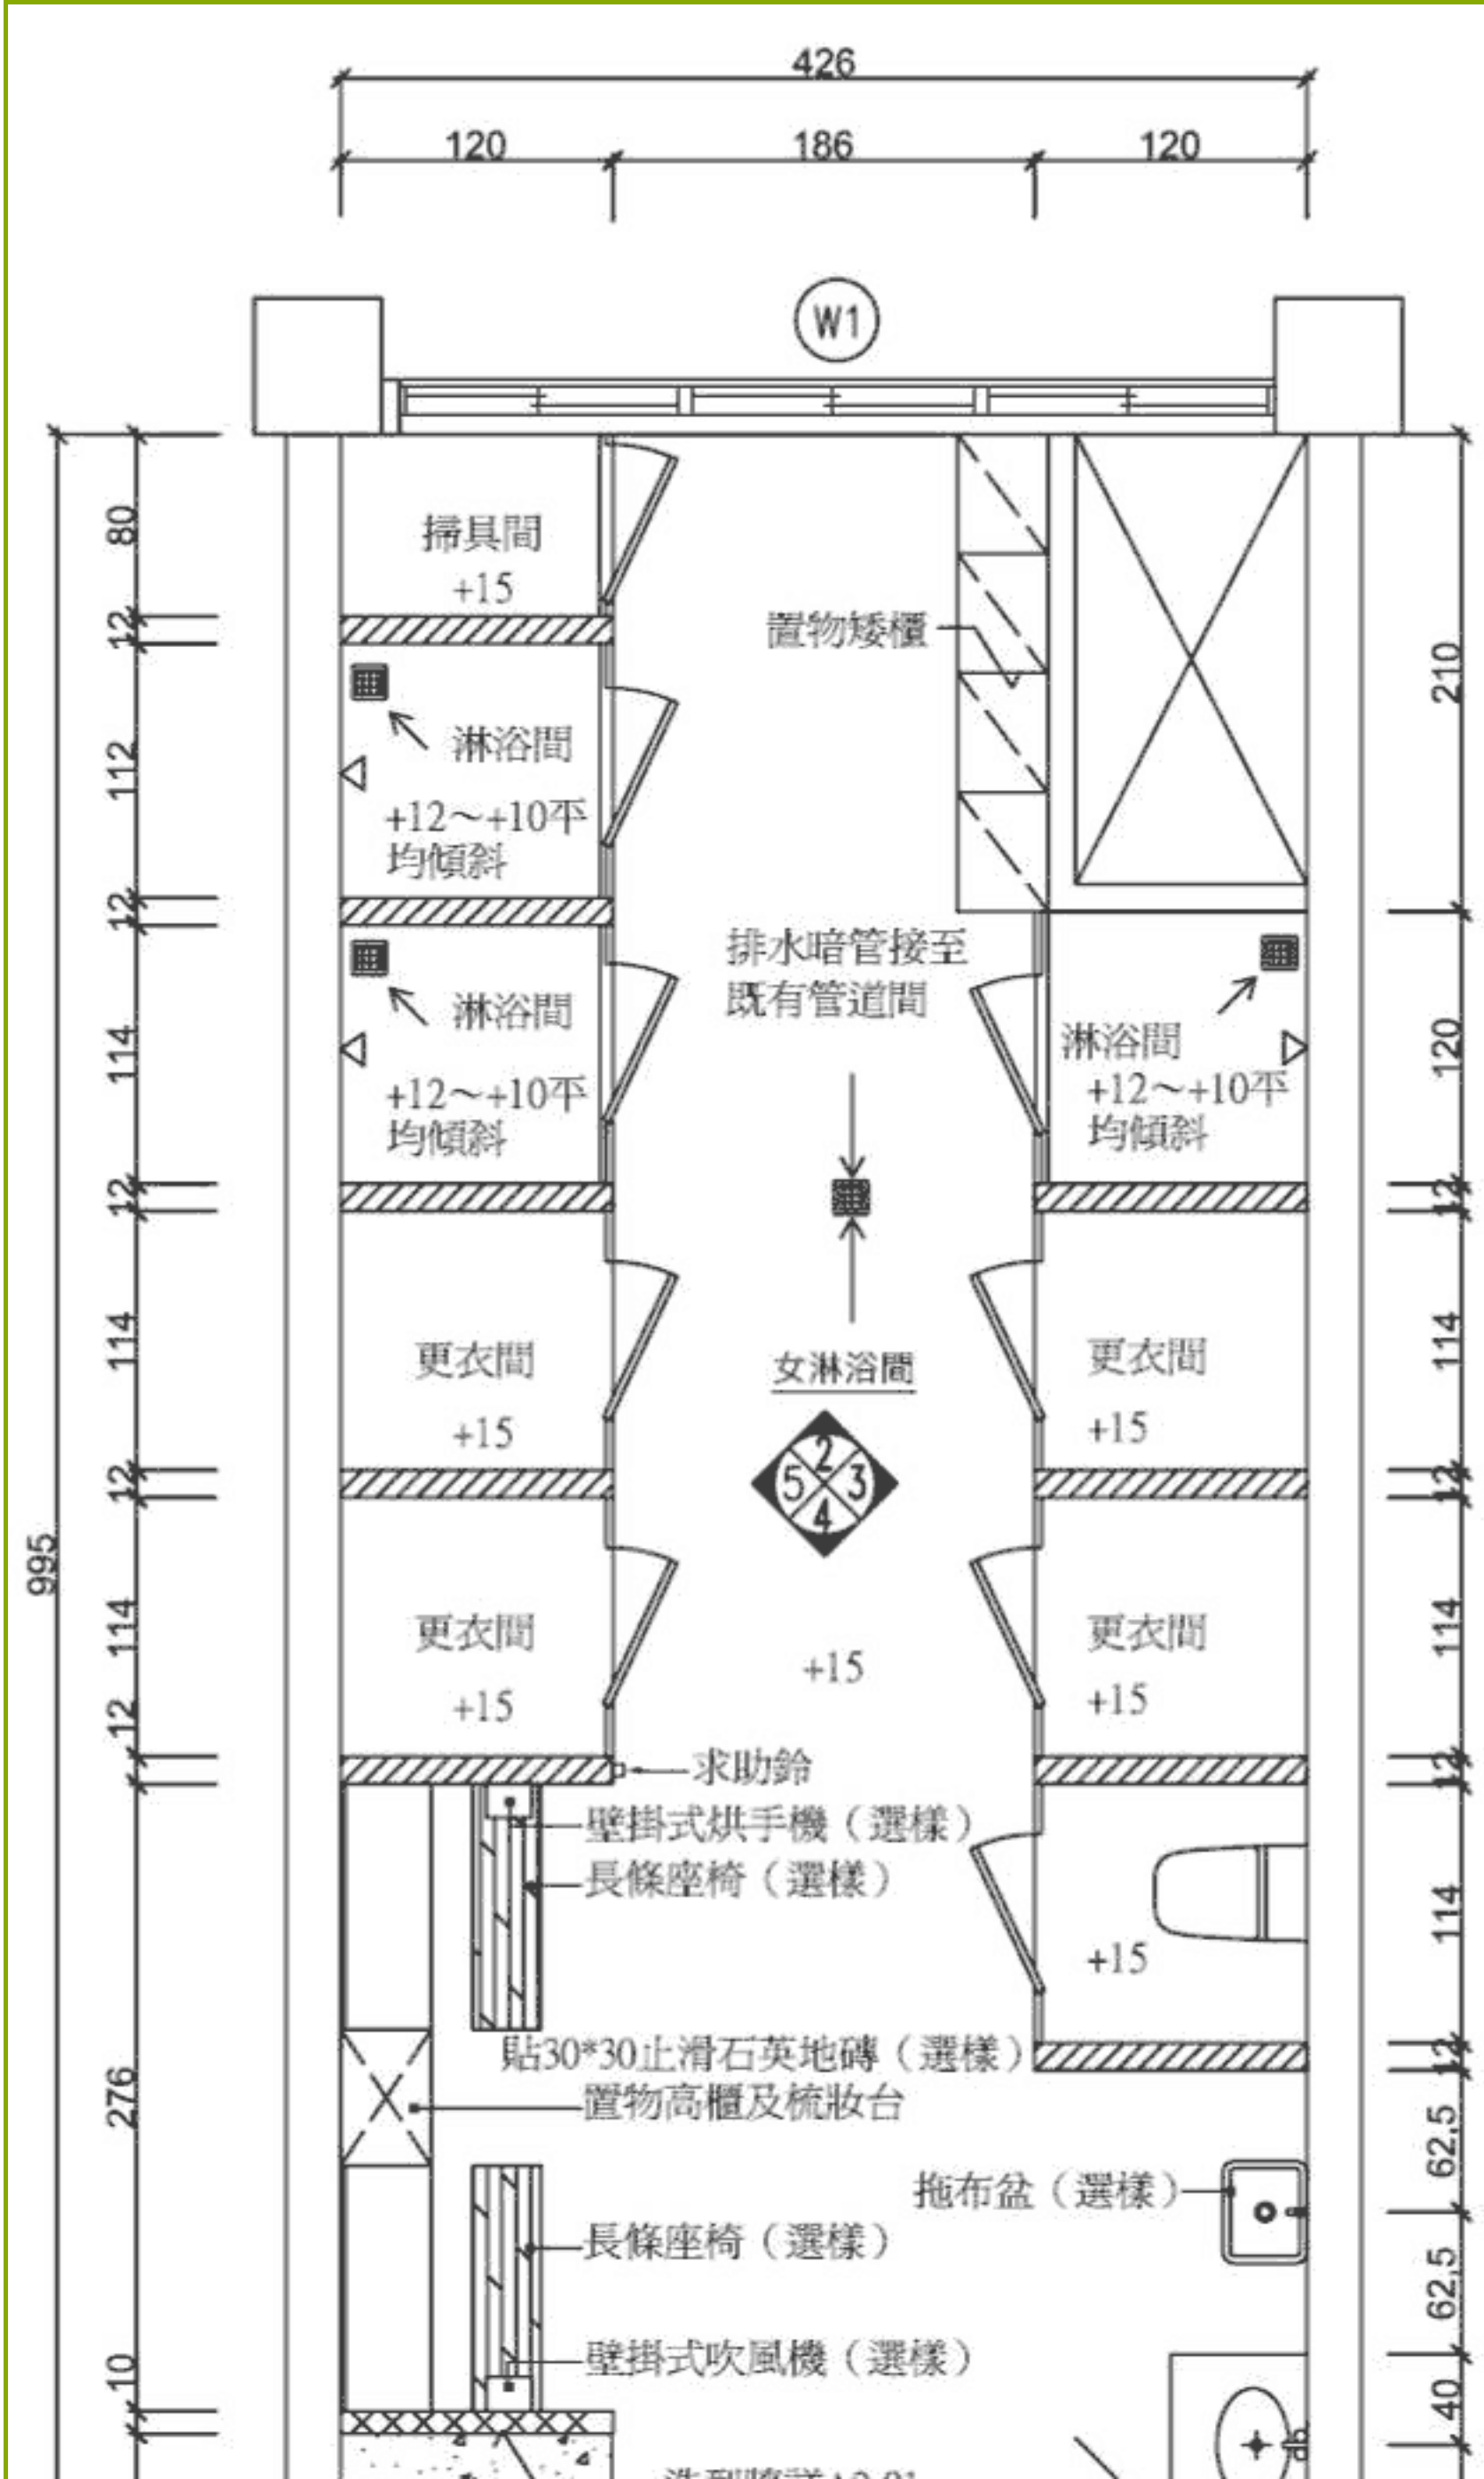 426
120
186
120
W1
80
掃具間
+15
12
置物矮櫃
210
112
淋浴間
+12～+10平
均傾斜
12
排水暗管接至
既有管道間
114
淋浴間
+12～+10平
均傾斜
淋浴間
+12～+10平
均傾斜
120
12
12
114
更衣間
+15
女淋浴間
更衣間
+15
114
2
5
3
4
12
12
995
114
更衣間
+15
+15
更衣間
+15
114
12
求助鈴
12
壁掛式烘手機（選樣）
長條座椅（選樣）
+15
114
貼30*30止滑石英地磚（選樣）
12
276
置物高櫃及梳妝台
62,5
拖布盆（選樣）
長條座椅（選樣）
62,5
壁掛式吹風機（選樣）
10
40